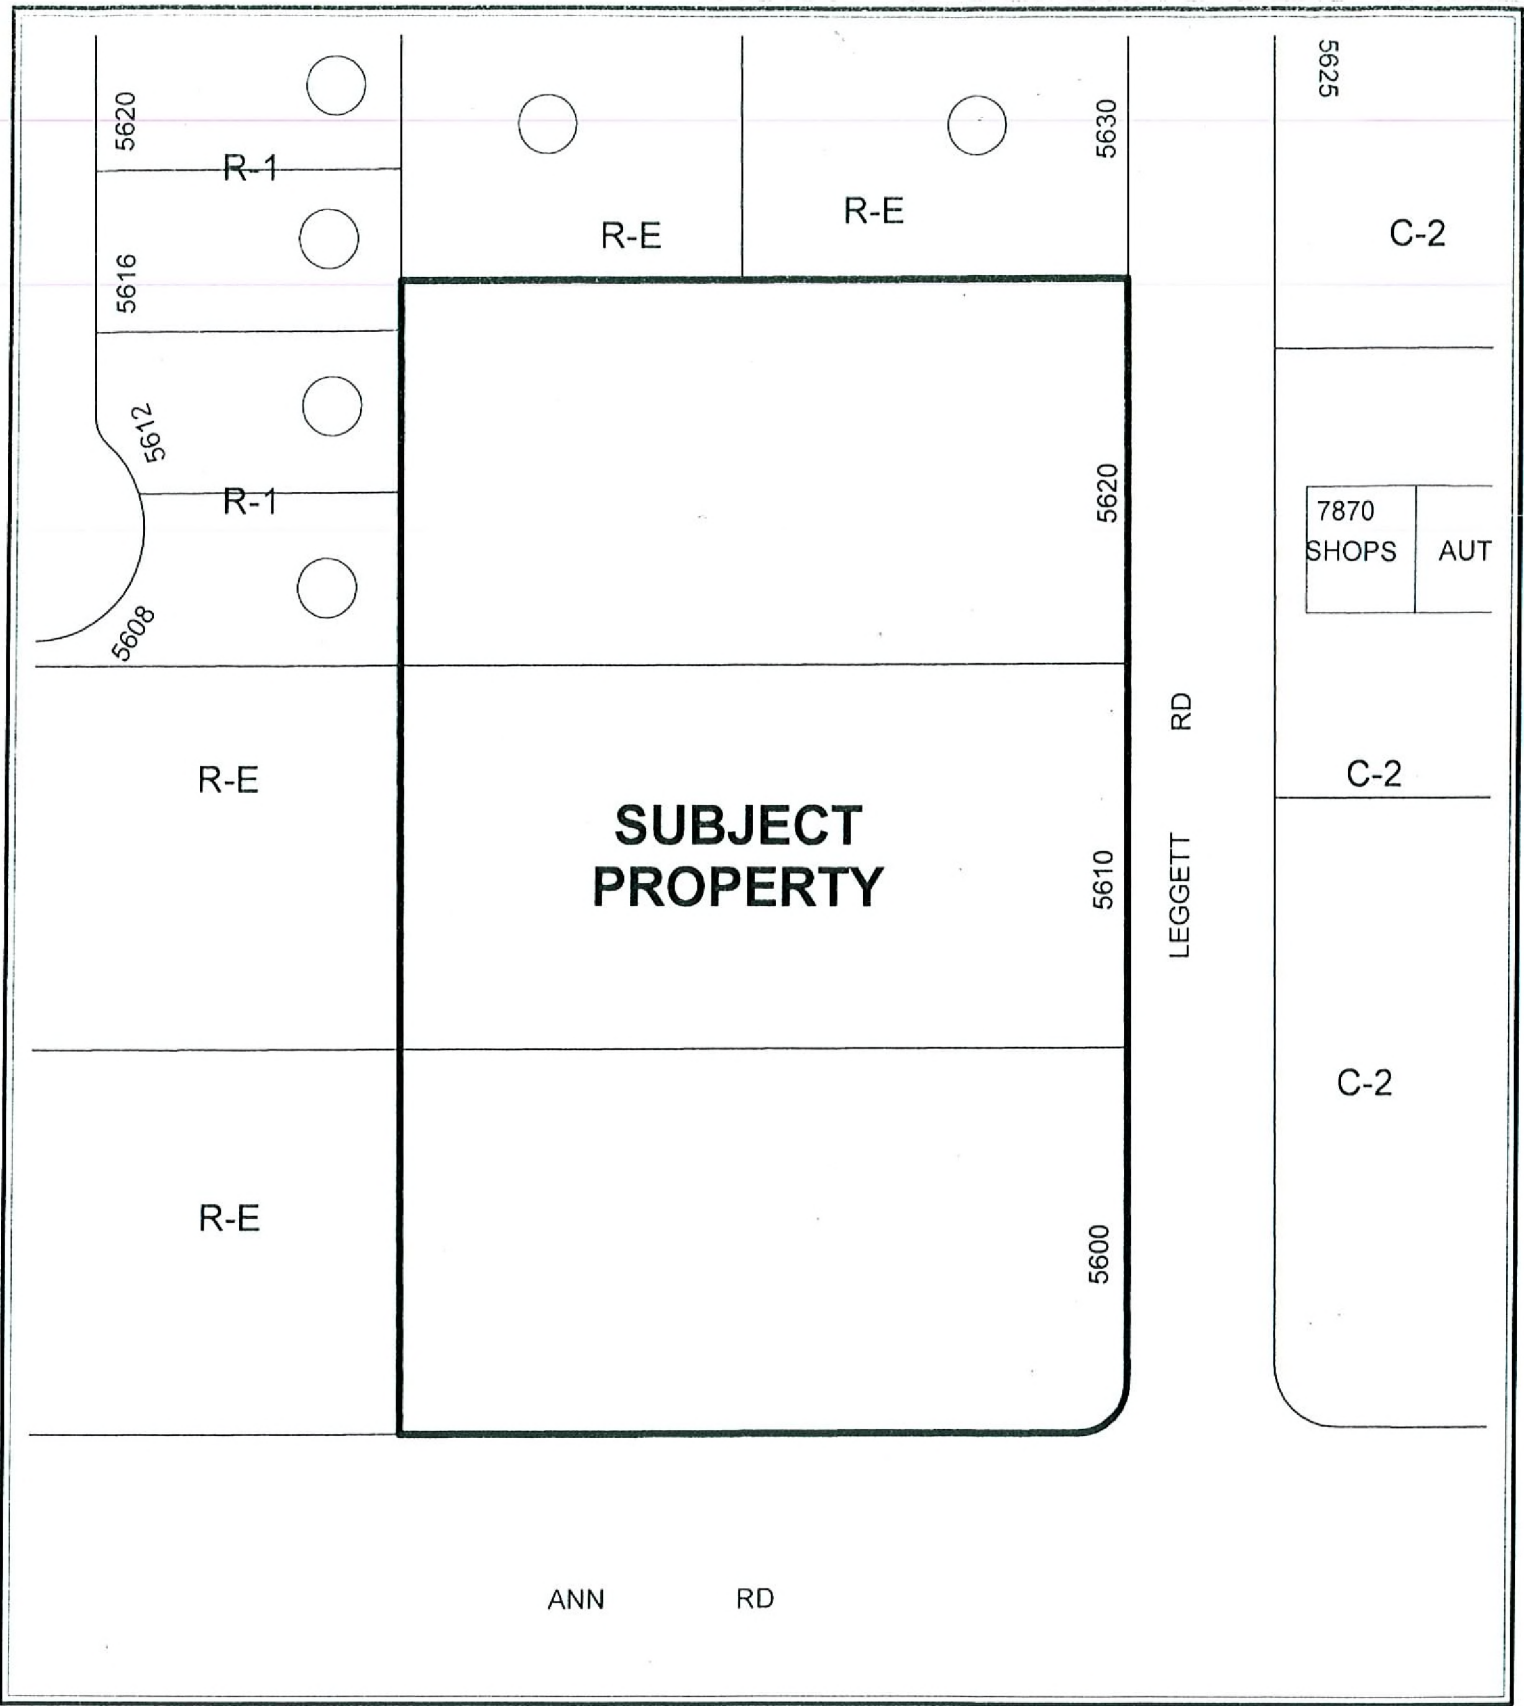 5620
R-1
5616
5612
R-1
5608
R-E
R-E
5630
5625
C-2
5620
7870
SHOPS
AUT
R-E
SUBJECT
PROPERTY
5610
LEGGETT RD
C-2
C-2
R-E
5600
ANN RD